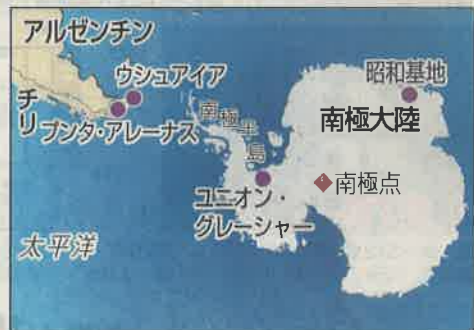 アルゼンチン
ウシュアイア
チリ
プンタ・アレーナス
南極半島
昭和基地
南極大陸
南極点
ユニオン・
グレーシャー
太平洋